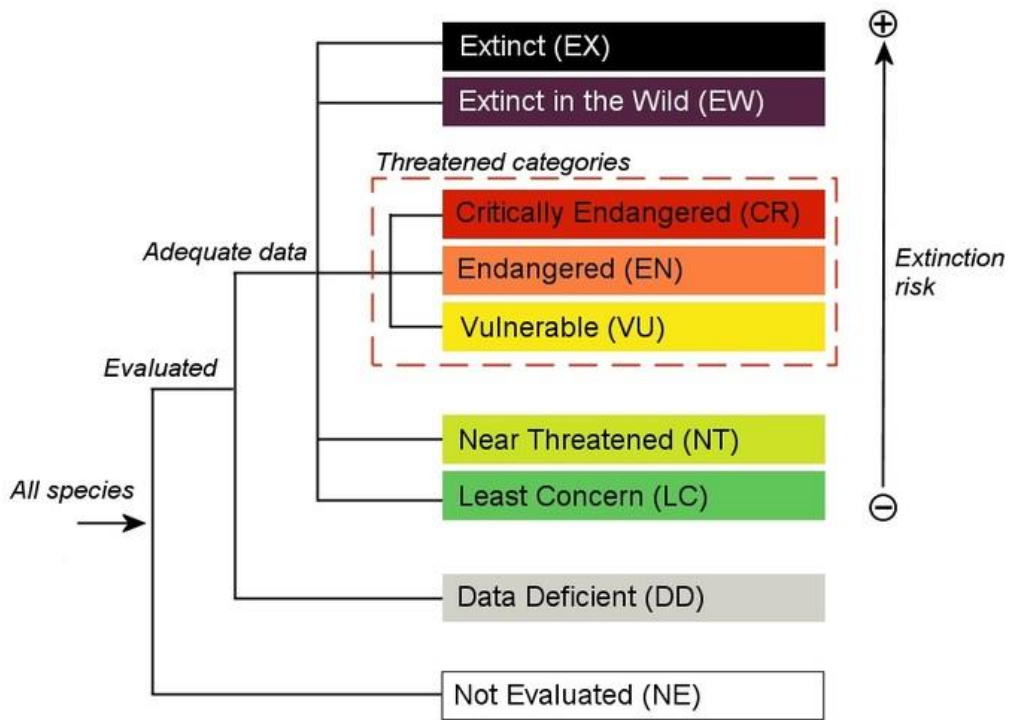 Extinct (EX)
Extinct in the Wild (EW)
Threatened categories
Critically Endangered (CR)
Adequate data
Endangered (EN)
Extinction
risk
Vulnerable (VU)
Evaluated
Near Threatened (NT)
All species
Least Concern (LC)
Data Deficient (DD)
Not Evaluated (NE)